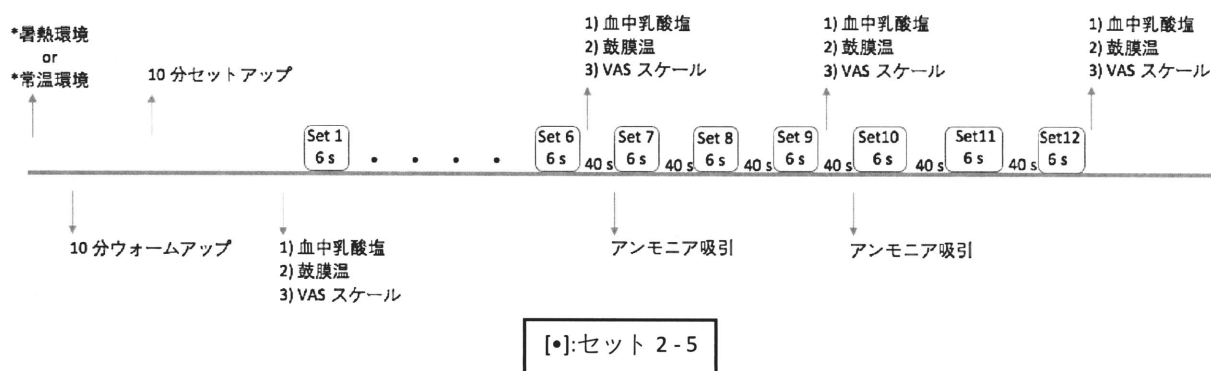 *暑熱環境
or
*常温環境
10 分セットアップ
1) 血中乳酸塩
2) 鼓膜温
3) VAS スケール
1) 血中乳酸塩
2) 鼓膜温
3) VAS スケール
1) 血中乳酸塩
2) 鼓膜温
3) VAS スケール
Set 1
6 s
• • • •
Set 6
6 s
40 s
Set 7
6 s
40 s
Set 8
6 s
40 s
Set 9
6 s
40 s
Set10
6 s
40 s
Set11
6 s
40 s
Set12
6 s
10 分ウォームアップ
1) 血中乳酸塩
2) 鼓膜温
3) VAS スケール
アンモニア吸引
アンモニア吸引
[•]:セット 2 - 5